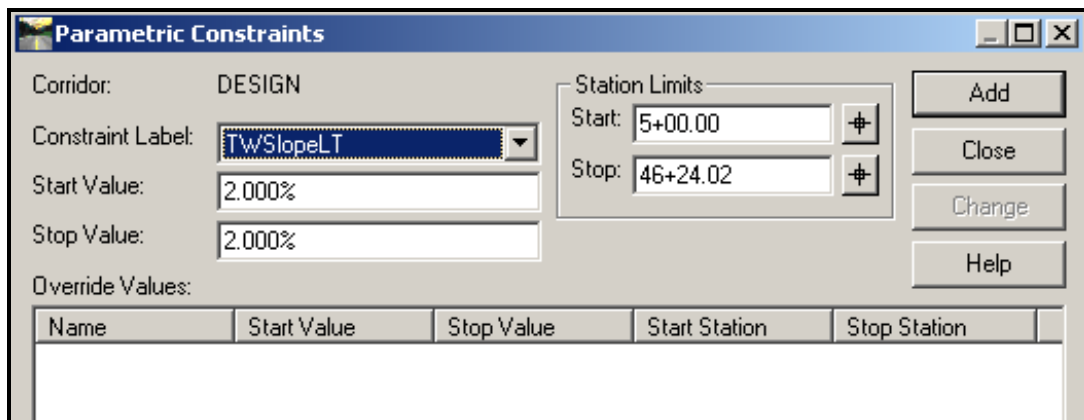 Parametric Constraints
Corridor: DESIGN
Constraint Label: TWSlopeLT
Start Value: 2.000%
Stop Value: 2.000%
Station Limits
Start: 5+00.00
Stop: 46+24.02
Add
Close
Change
Help
Override Values:
Name Start Value Stop Value Start Station Stop Station